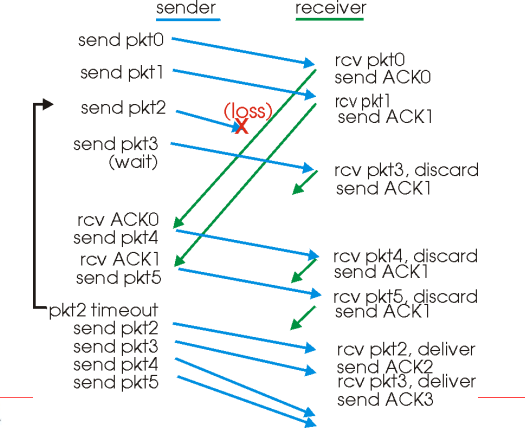 sender
receiver
send pkt0
send pkt1
send pkt2
send pkt3
(wait)
(loss)
X
rcv pkt0
send ACK0
rcv pkt1
send ACK1
rcv pkt3, discard
send ACK1
rcv ACK0
send pkt4
rcv ACK1
send pkt5
rcv pkt4, discard
send ACK1
rcv pkt5, discard
send ACK1
pkt2 timeout
send pkt2
send pkt3
send pkt4
send pkt5
rcv pkt2, deliver
send ACK2
rcv pkt3, deliver
send ACK3